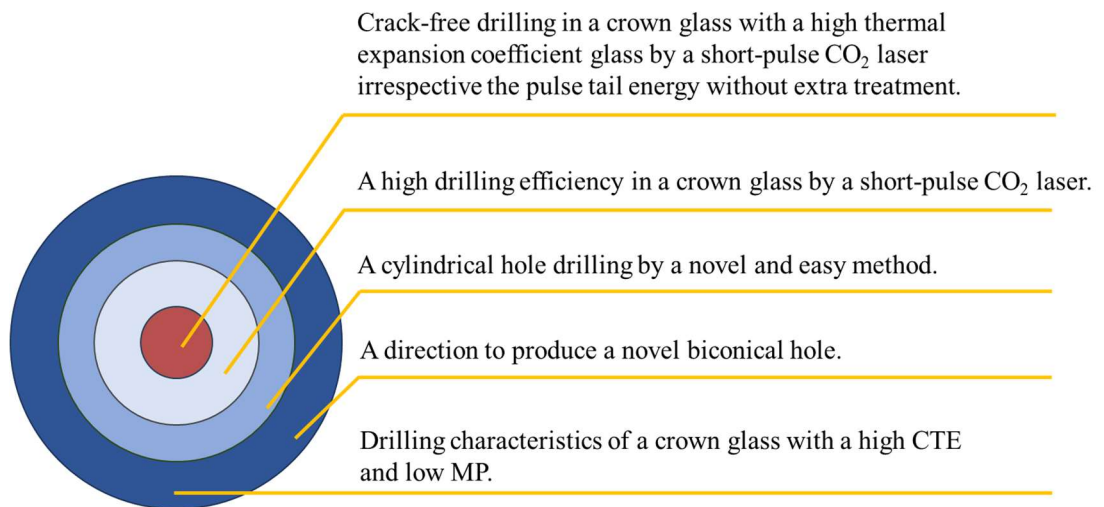 Crack-free drilling in a crown glass with a high thermal
expansion coefficient glass by a short-pulse CO₂ laser
irrespective the pulse tail energy without extra treatment.
A high drilling efficiency in a crown glass by a short-pulse CO₂ laser.
A cylindrical hole drilling by a novel and easy method.
A direction to produce a novel biconical hole.
Drilling characteristics of a crown glass with a high CTE
and low MP.